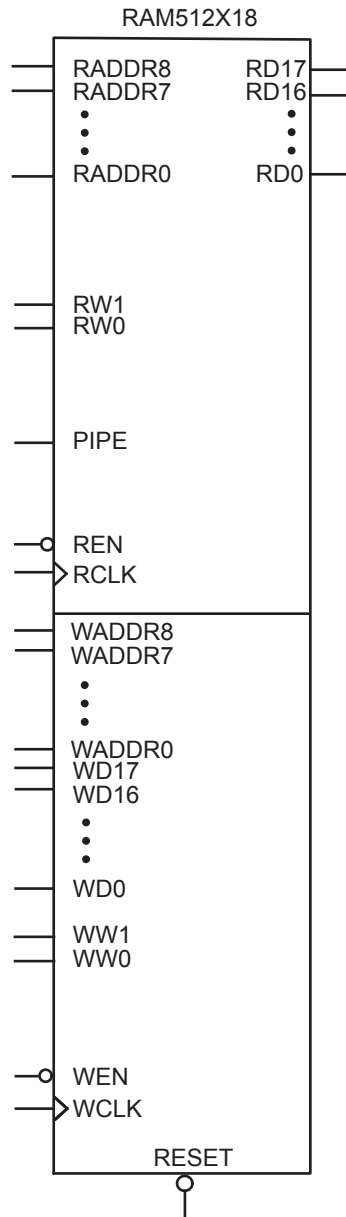 RAM512X18
RADDR8 RD17
RADDR7 RD16
RADDR0 RD0
RW1
RW0
PIPE
REN
RCLK
WADDR8
WADDR7
WADDR0
WD17
WD16
WD0
WW1
WW0
WEN
WCLK
RESET